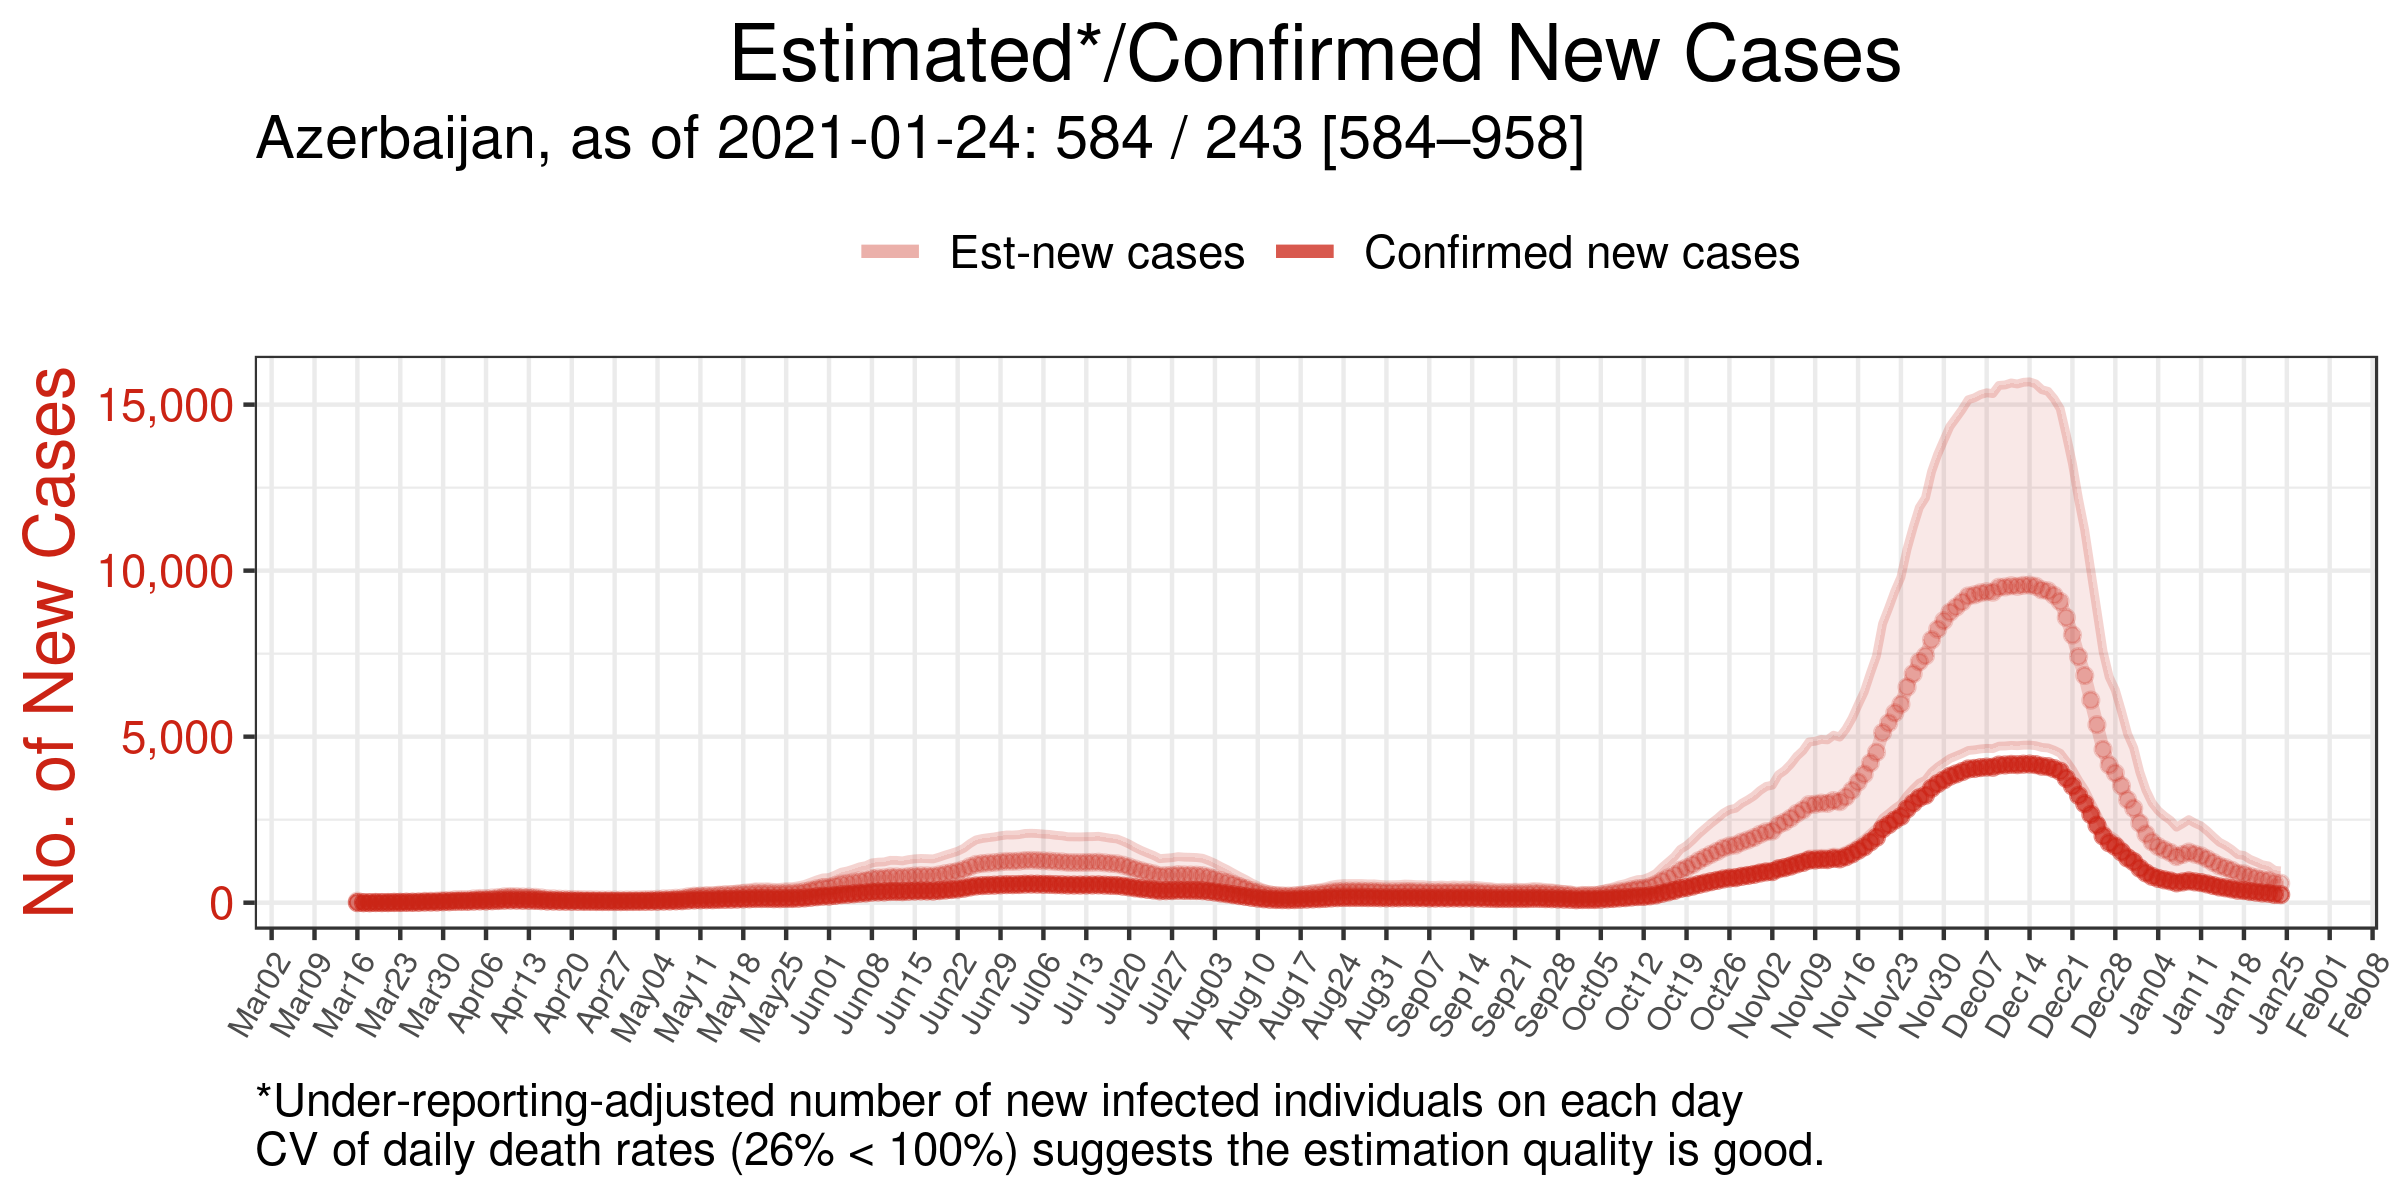 Estimated*/Confirmed New Cases
Azerbaijan, as of 2021-01-24: 584 / 243 [584–958]
Est-new cases Confirmed new cases
No. of New Cases
15,000
10,000
5,000
0
Mar02 Mar09 Mar16 Mar23 Mar30 Apr06 Apr13 Apr20 Apr27 May04 May11 May18 May25 Jun01 Jun08 Jun15 Jun22 Jun29 Jul06 Jul13 Jul20 Jul27 Aug03 Aug10 Aug17 Aug24 Aug31 Sep07 Sep14 Sep21 Sep28 Oct05 Oct12 Oct19 Oct26 Nov02 Nov09 Nov16 Nov23 Nov30 Dec07 Dec14 Dec21 Dec28 Jan04 Jan11 Jan18 Jan25 Feb01 Feb08
*Under-reporting-adjusted number of new infected individuals on each day
CV of daily death rates (26% < 100%) suggests the estimation quality is good.